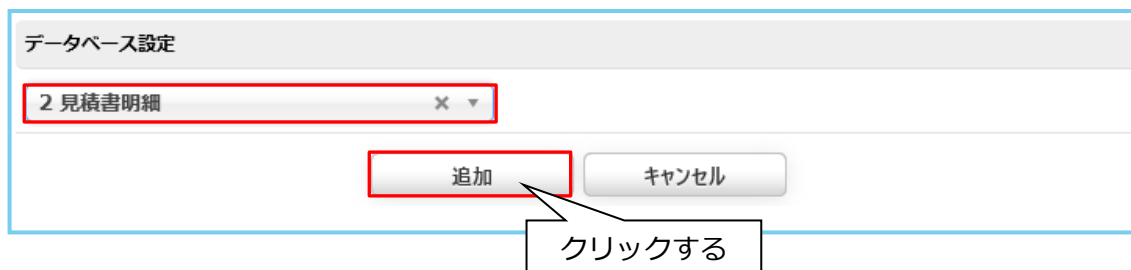 データベース設定
2 見積書明細
追加
キャンセル
クリックする